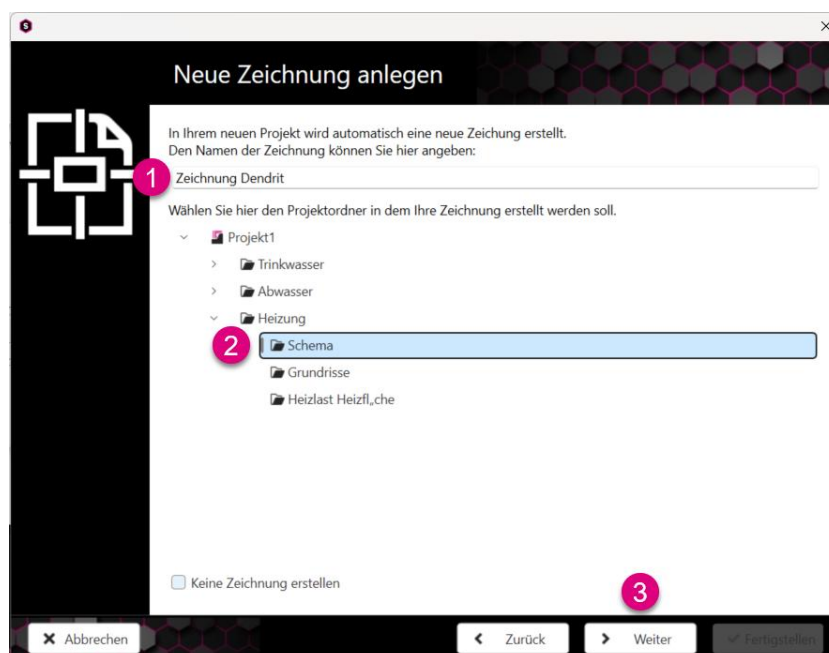 S
Neue Zeichnung anlegen
In Ihrem neuen Projekt wird automatisch eine neue Zeichung erstellt.
Den Namen der Zeichnung können Sie hier angeben:
1
Zeichnung Dendrit
Wählen Sie hier den Projektordner in dem Ihre Zeichnung erstellt werden soll.
Projekt1
Trinkwasser
Abwasser
Heizung
2
Schema
Grundrisse
Heizlast Heizfl„che
Keine Zeichnung erstellen
3
Abbrechen
Zurück
Weiter
Fertigstellen